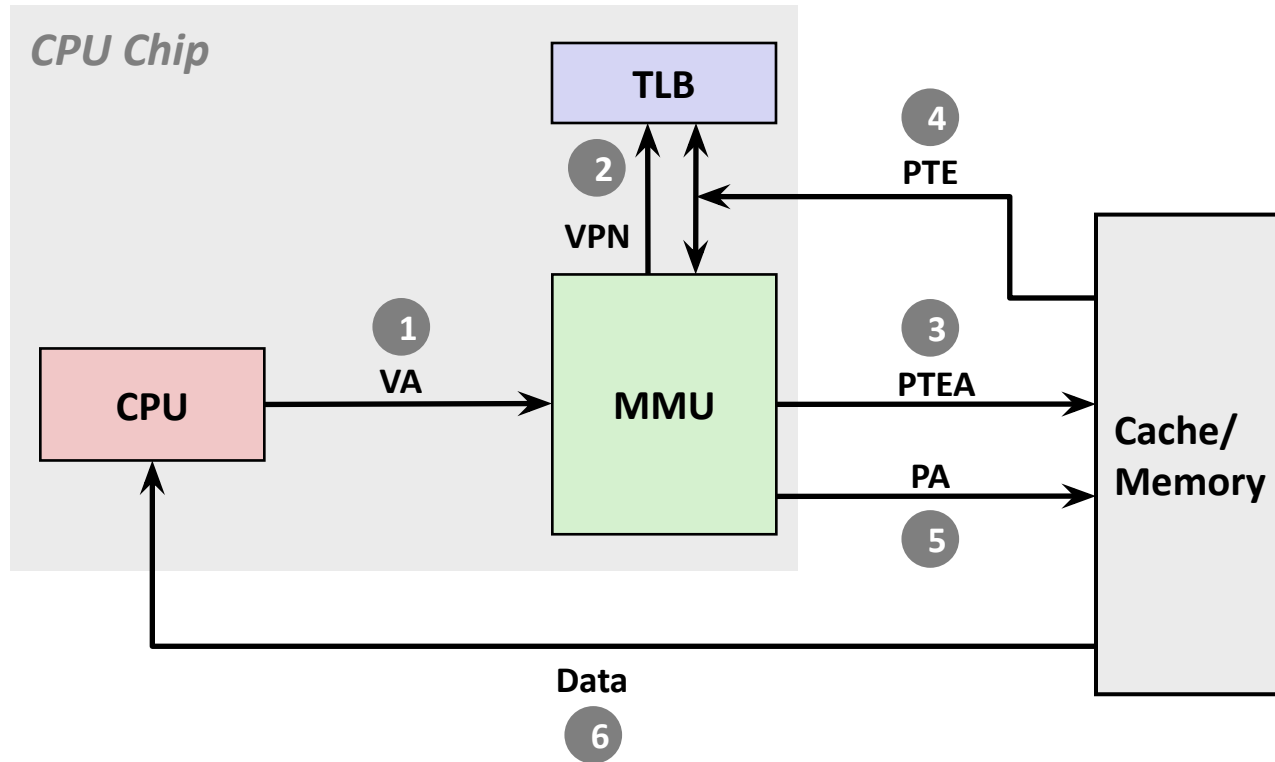 CPU Chip
TLB
4
PTE
2
VPN
1
VA
3
PTEA
CPU
MMU
Cache/
Memory
PA
5
Data
6